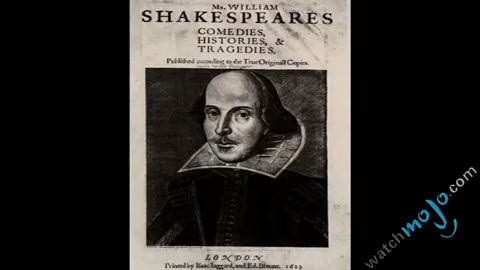 Mr. WILLIAM
SHAKESPEARES
COMEDIES,
HISTORIES, &
TRAGEDIES.
Published according to the True Originall Copies.
LONDON
Printed by Isaac Iaggard, and Ed. Blount. 1623
watchmojo.com